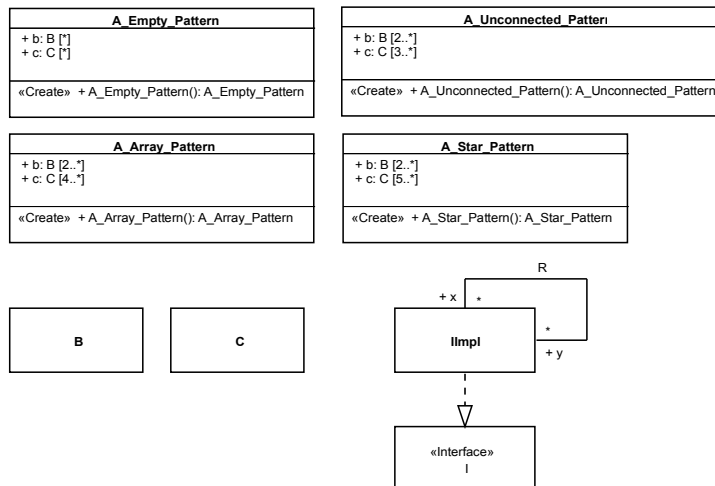 A_Empty_Pattern
+ b: B [*]
+ c: C [*]
«Create» + A_Empty_Pattern(): A_Empty_Pattern
A_Unconnected_Pattern
+ b: B [2..*]
+ c: C [3..*]
«Create» + A_Unconnected_Pattern(): A_Unconnected_Pattern
A_Array_Pattern
+ b: B [2..*]
+ c: C [4..*]
«Create» + A_Array_Pattern(): A_Array_Pattern
A_Star_Pattern
+ b: B [2..*]
+ c: C [5..*]
«Create» + A_Star_Pattern(): A_Star_Pattern
R
+ x *
B
C
IImpl
*
+ y
«Interface»
I